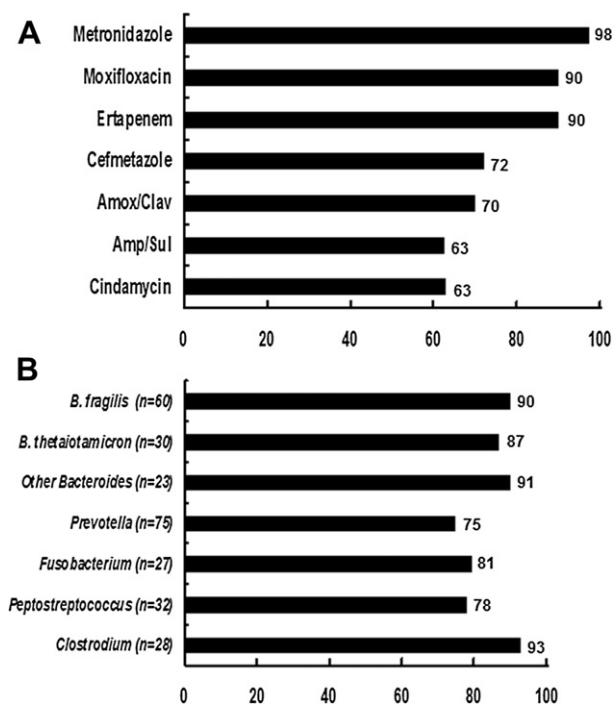 A
Metronidazole 98
Moxifloxacin 90
Ertapenem 90
Cefmetazole 72
Amox/Clav 70
Amp/Sul 63
Cindamycin 63
0 20 40 60 80 100
B
B. fragilis (n=60) 90
B. thetaiotamicron (n=30) 87
Other Bacteroides (n=23) 91
Prevotella (n=75) 75
Fusobacterium (n=27) 81
Peptostreptococcus (n=32) 78
Clostrodium (n=28) 93
0 20 40 60 80 100